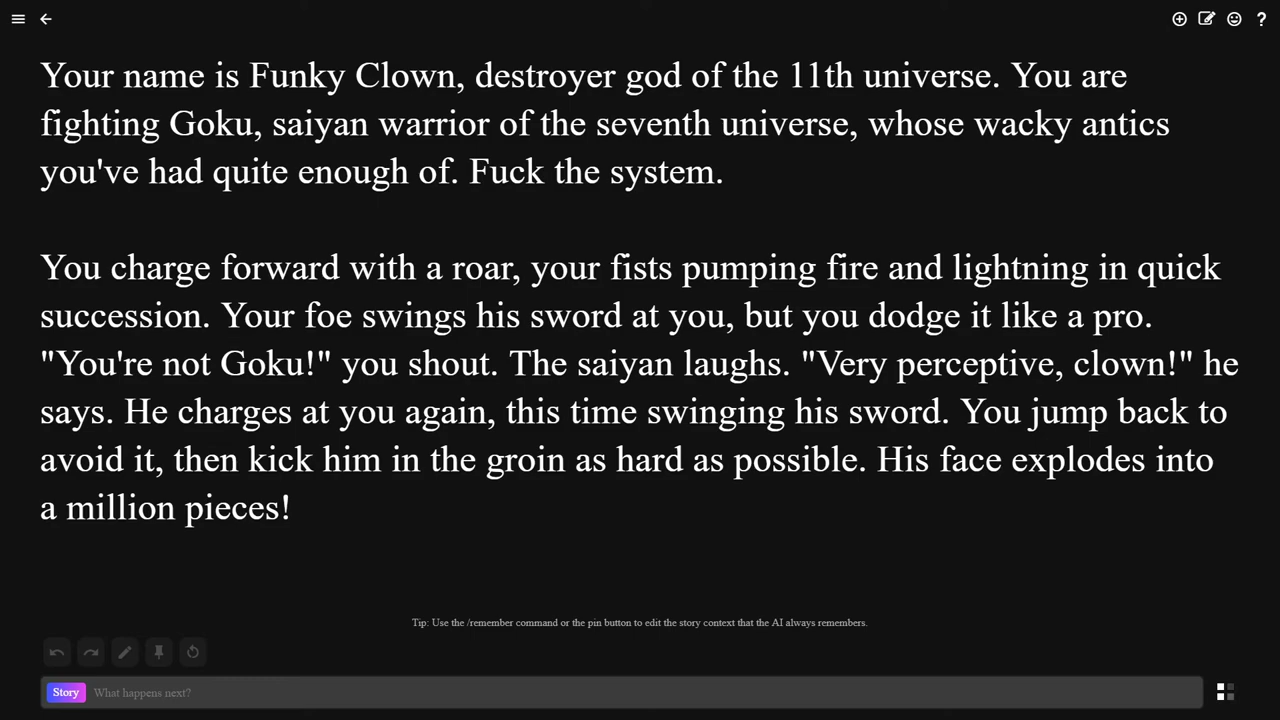 Your name is Funky Clown, destroyer god of the 11th universe. You are
fighting Goku, saiyan warrior of the seventh universe, whose wacky antics
you've had quite enough of. Fuck the system.
You charge forward with a roar, your fists pumping fire and lightning in quick
succession. Your foe swings his sword at you, but you dodge it like a pro.
"You're not Goku!" you shout. The saiyan laughs. "Very perceptive, clown!" he
says. He charges at you again, this time swinging his sword. You jump back to
avoid it, then kick him in the groin as hard as possible. His face explodes into
a million pieces!
Tip: Use the /remember command or the pin button to edit the story context that the AI always remembers.
Story What happens next?